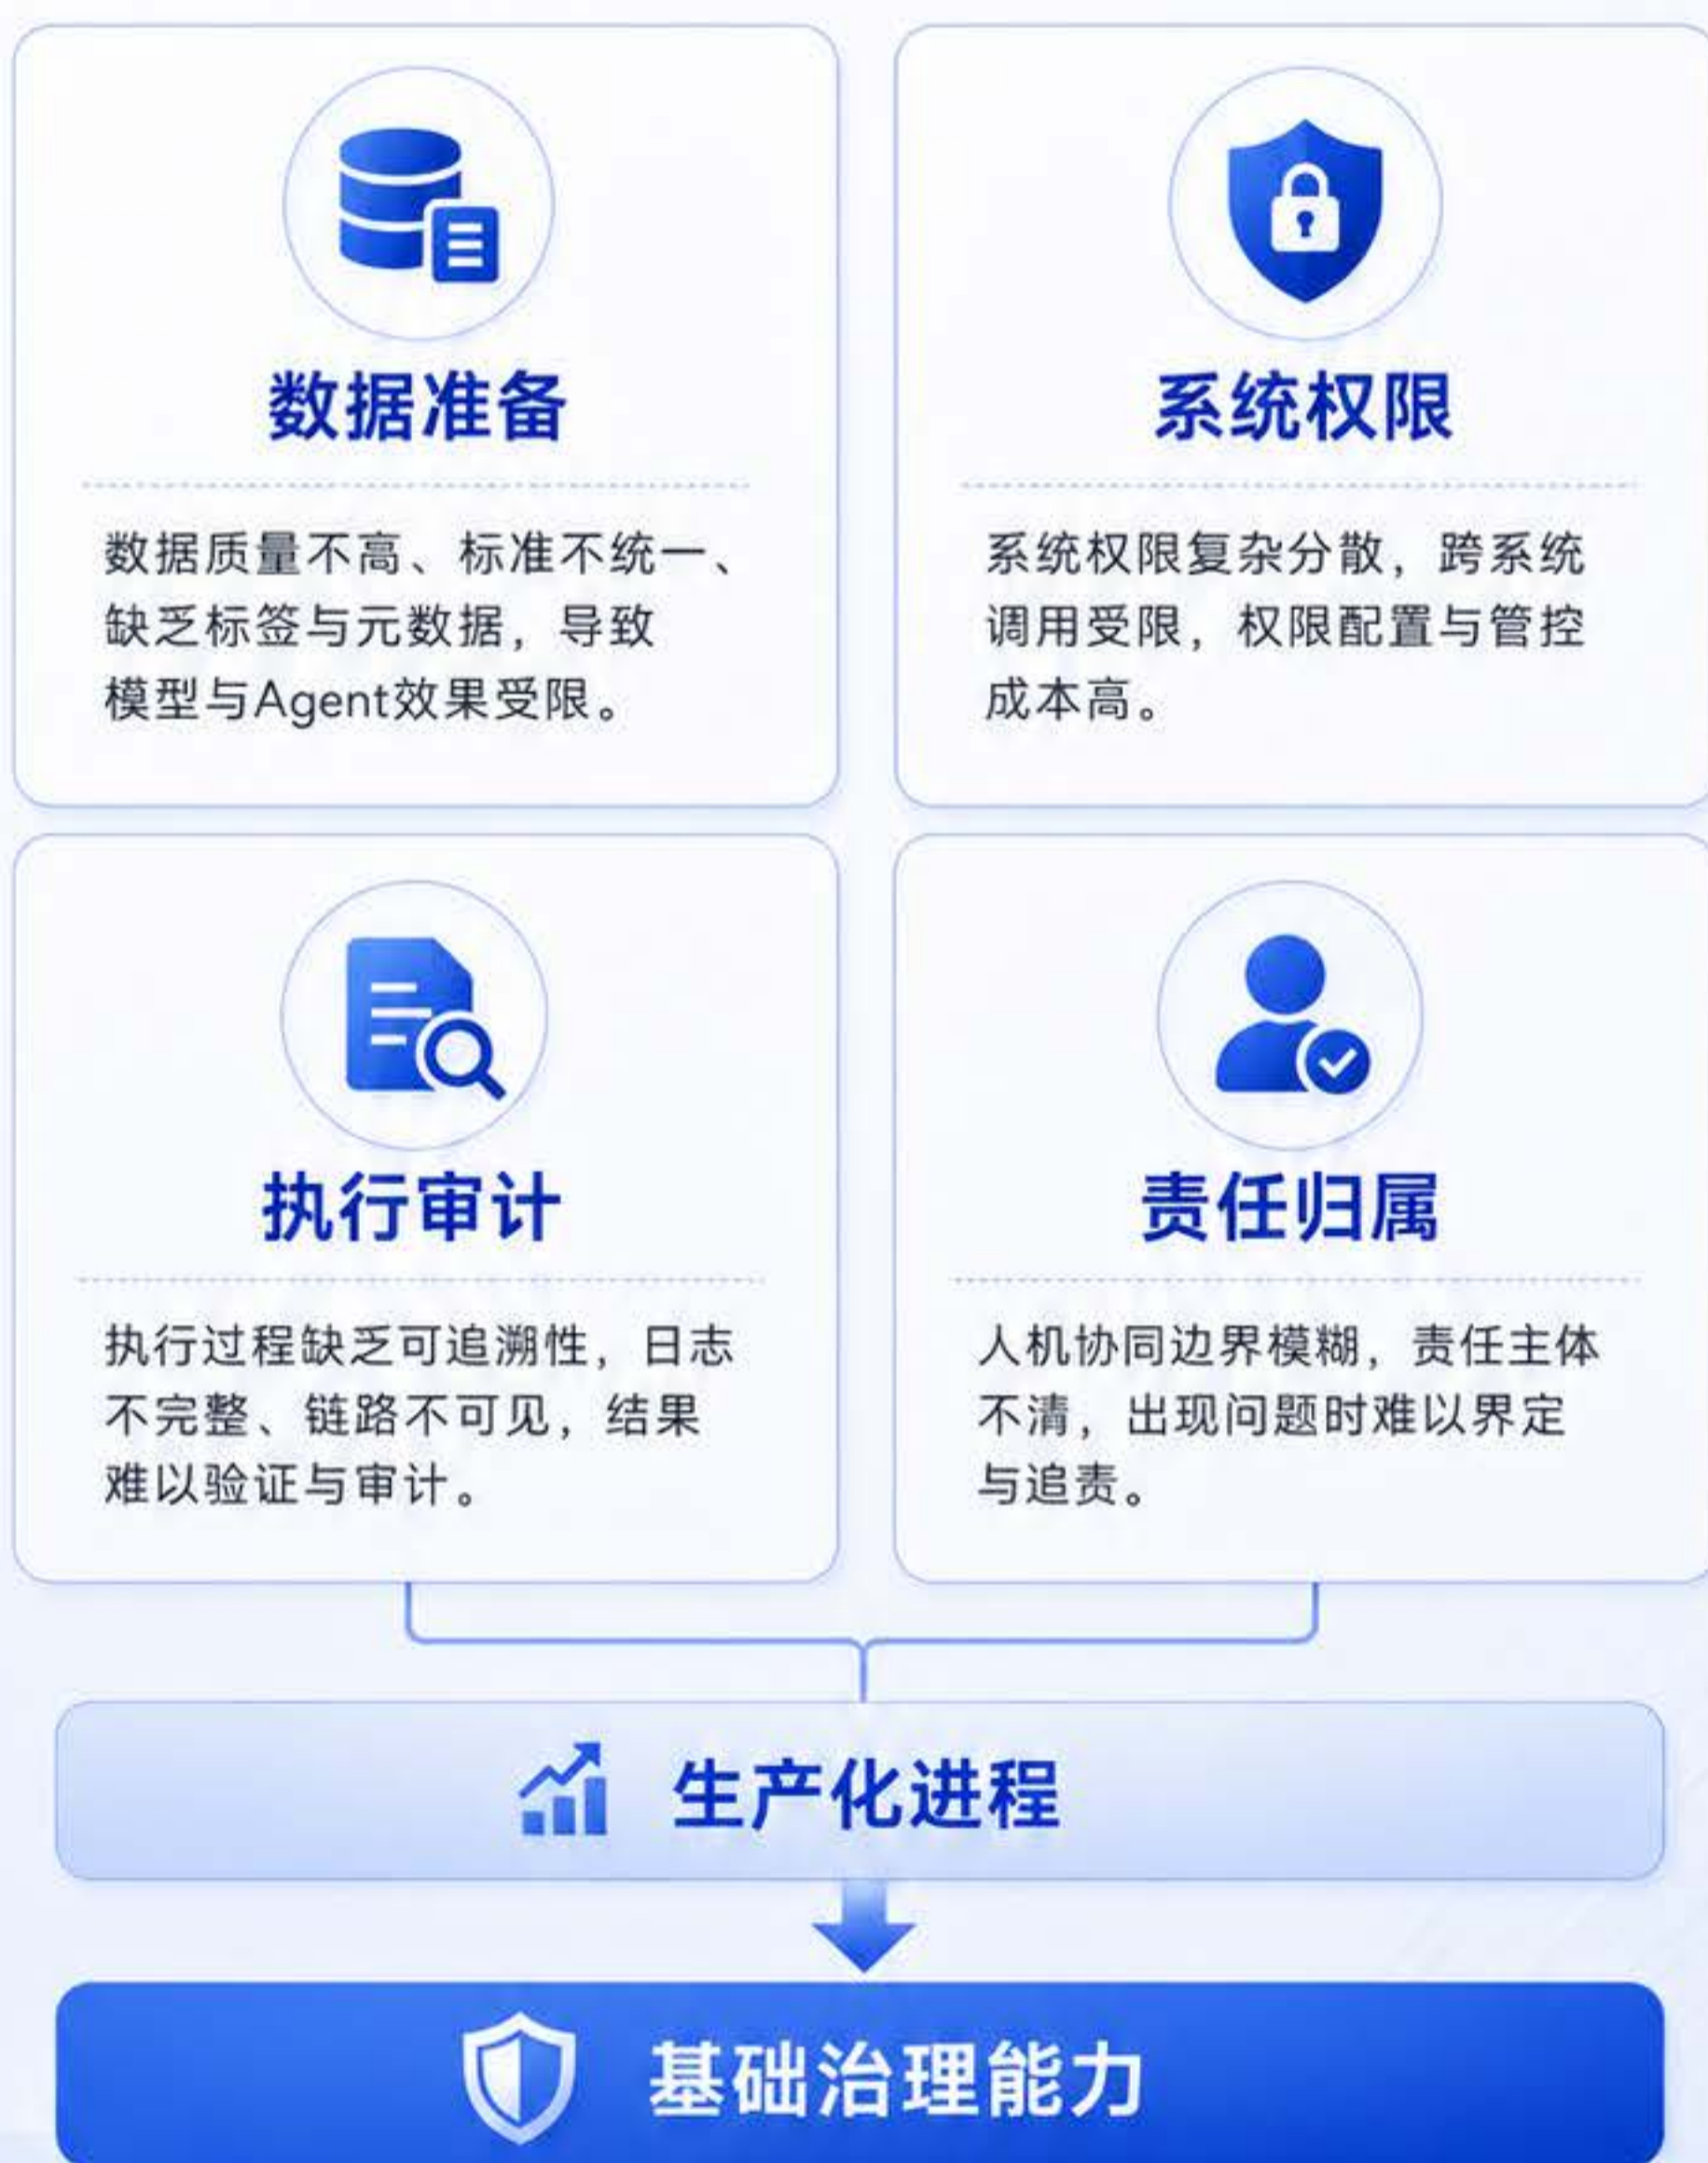 数据准备
数据质量不高、标准不统一、
缺乏标签与元数据，导致
模型与Agent效果受限。
系统权限
系统权限复杂分散，跨系统
调用受限，权限配置与管控
成本高。
执行审计
执行过程缺乏可追溯性，日志
不完整、链路不可见，结果
难以验证与审计。
责任归属
人机协同边界模糊，责任主体
不清，出现问题时难以界定
与追责。
生产化进程
基础治理能力